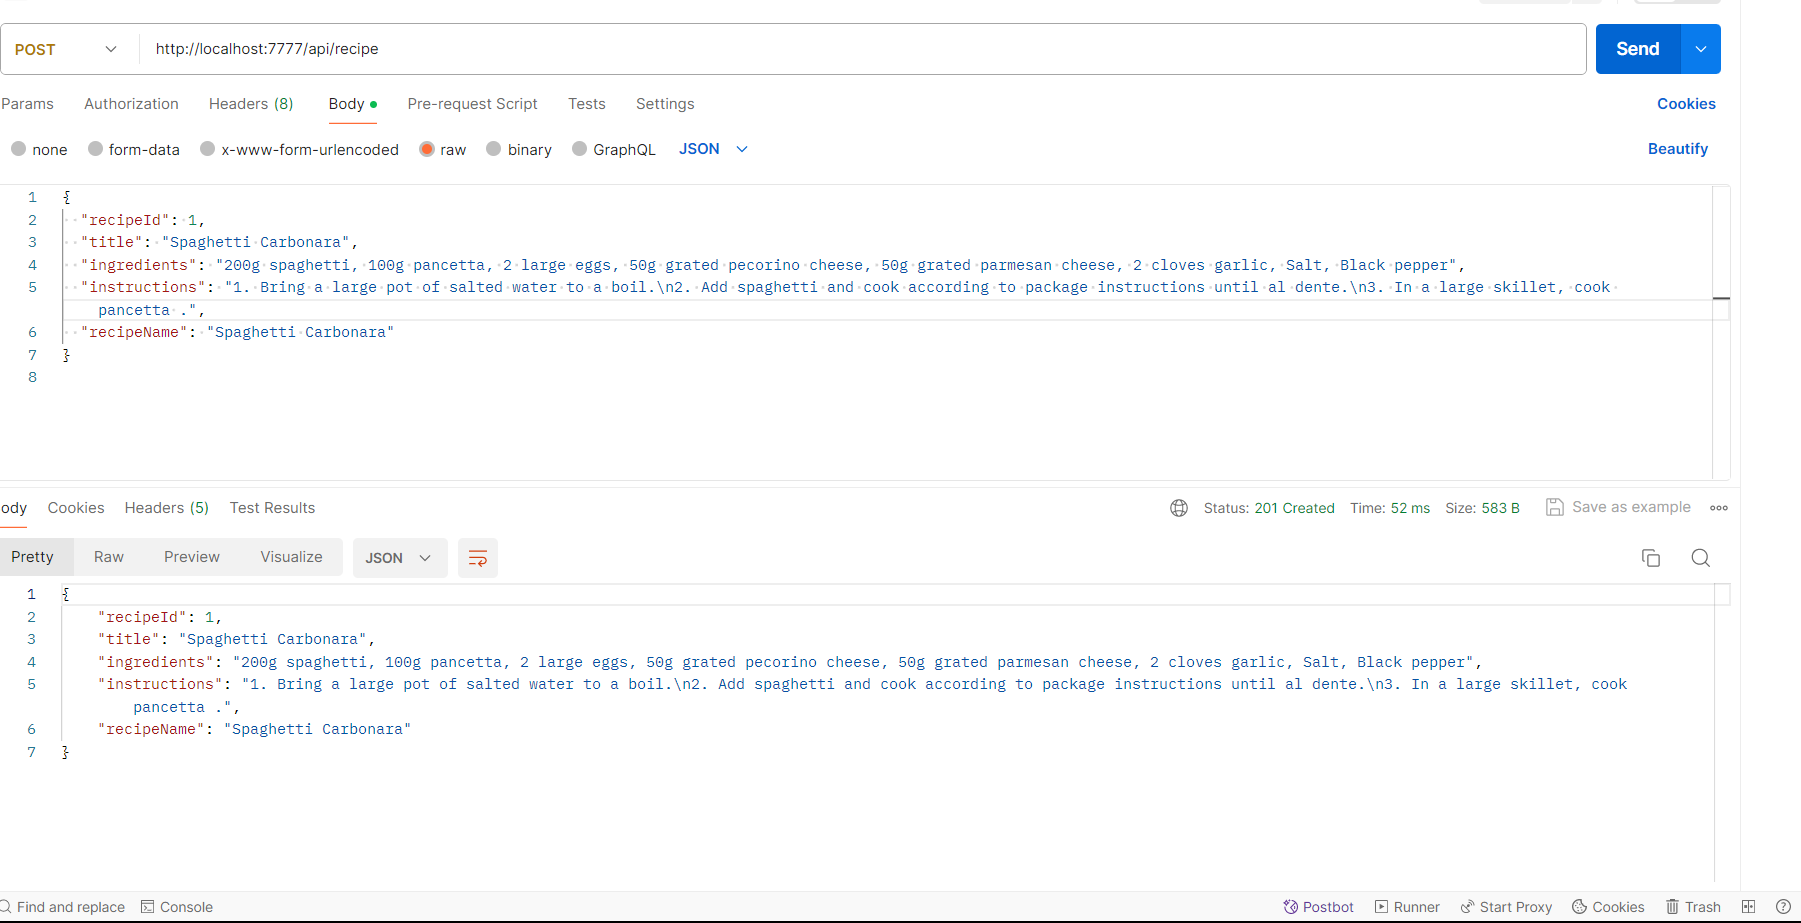 POST http://localhost:7777/api/recipe Send
Params Authorization Headers (8) Body Pre-request Script Tests Settings Cookies
none form-data x-www-form-urlencoded raw binary GraphQL JSON Beautify
1 {
2 "recipeId": 1,
3 "title": "Spaghetti Carbonara",
4 "ingredients": "200g spaghetti, 100g pancetta, 2 large eggs, 50g grated pecorino cheese, 50g grated parmesan cheese, 2 cloves garlic, Salt, Black pepper",
5 "instructions": "1. Bring a large pot of salted water to a boil.\n2. Add spaghetti and cook according to package instructions until al dente.\n3. In a large skillet, cook
pancetta .",
6 "recipeName": "Spaghetti Carbonara"
7 }
8
ody Cookies Headers (5) Test Results Status: 201 Created Time: 52 ms Size: 583 B Save as example
Pretty Raw Preview Visualize JSON
1 {
2 "recipeId": 1,
3 "title": "Spaghetti Carbonara",
4 "ingredients": "200g spaghetti, 100g pancetta, 2 large eggs, 50g grated pecorino cheese, 50g grated parmesan cheese, 2 cloves garlic, Salt, Black pepper",
5 "instructions": "1. Bring a large pot of salted water to a boil.\n2. Add spaghetti and cook according to package instructions until al dente.\n3. In a large skillet, cook
pancetta .",
6 "recipeName": "Spaghetti Carbonara"
7 }
Find and replace Console Postbot Runner Start Proxy Cookies Trash